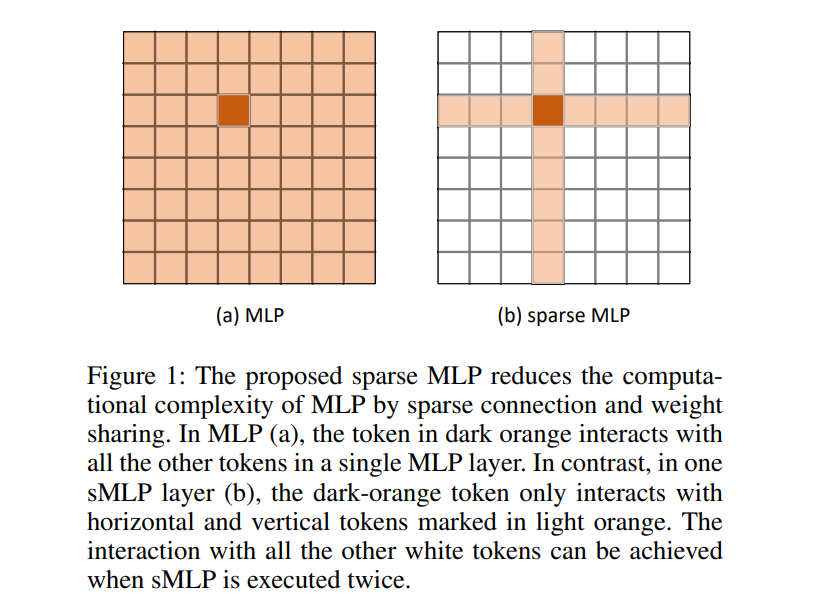 (a) MLP
(b) sparse MLP
Figure 1: The proposed sparse MLP reduces the computa-
tional complexity of MLP by sparse connection and weight
sharing. In MLP (a), the token in dark orange interacts with
all the other tokens in a single MLP layer. In contrast, in one
sMLP layer (b), the dark-orange token only interacts with
horizontal and vertical tokens marked in light orange. The
interaction with all the other white tokens can be achieved
when sMLP is executed twice.